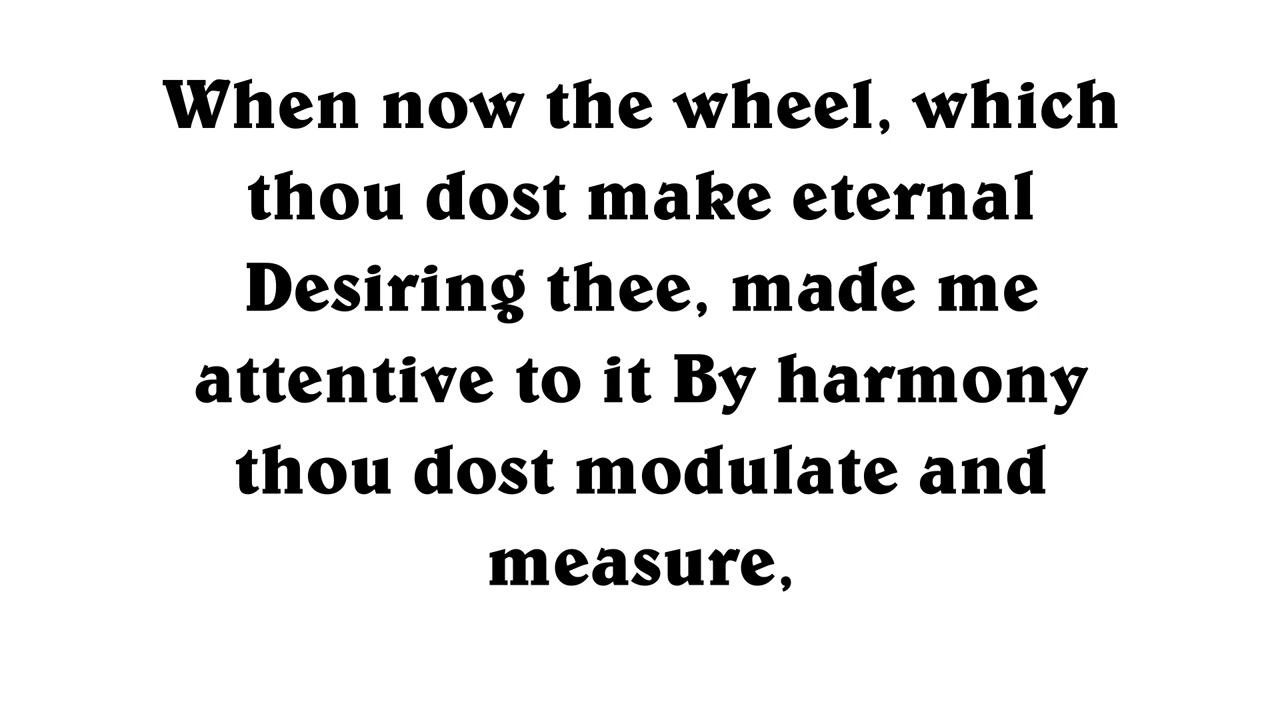 When now the wheel, which
thou dost make eternal
Desiring thee, made me
attentive to it By harmony
thou dost modulate and
measure,